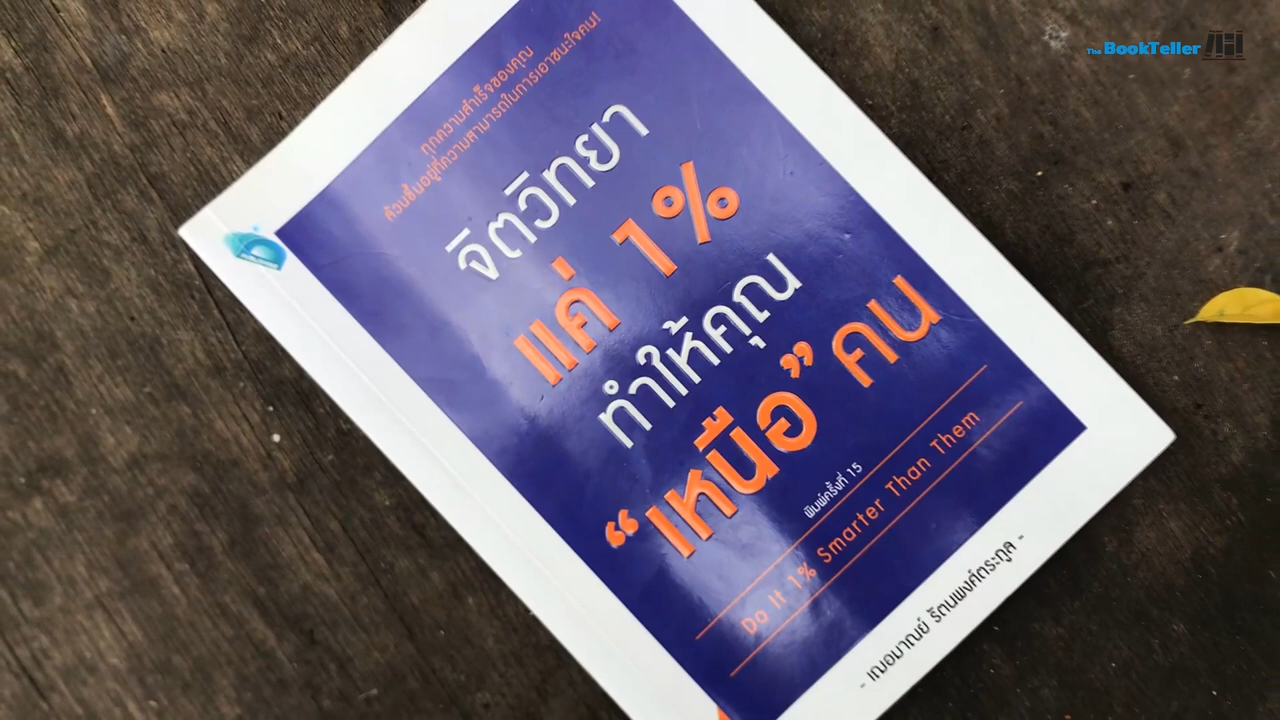 The BookTeller
ทุกความสำเร็จของคุณ
ล้วนขึ้นอยู่ที่ความสามารถในการเอาชนะใจคน!
จิตวิทยา
แค่ 1%
ทำให้คุณ
“เหนือ” คน
พิมพ์ครั้งที่ 15
Do It 1% Smarter Than Them
- เฌอมาณย์ รัตนพงศ์ตระกูล -